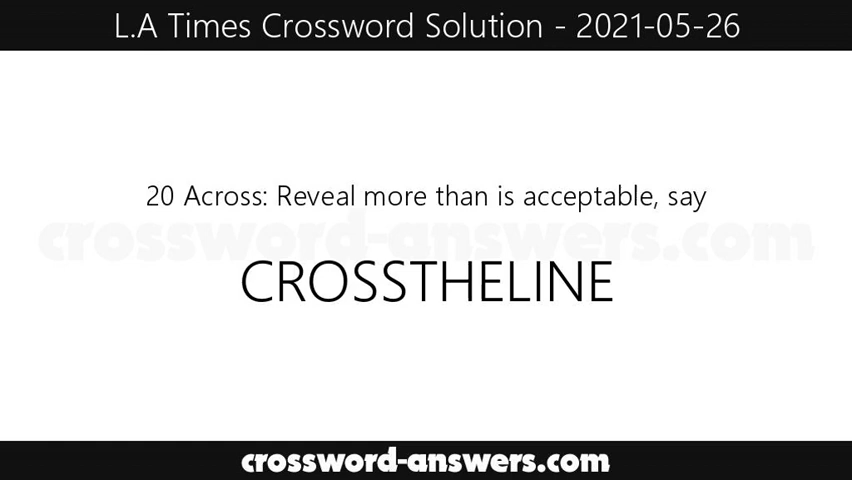 L.A Times Crossword Solution - 2021-05-26
20 Across: Reveal more than is acceptable, say
crossword-answers.com
CROSSTHELINE
crossword-answers.com